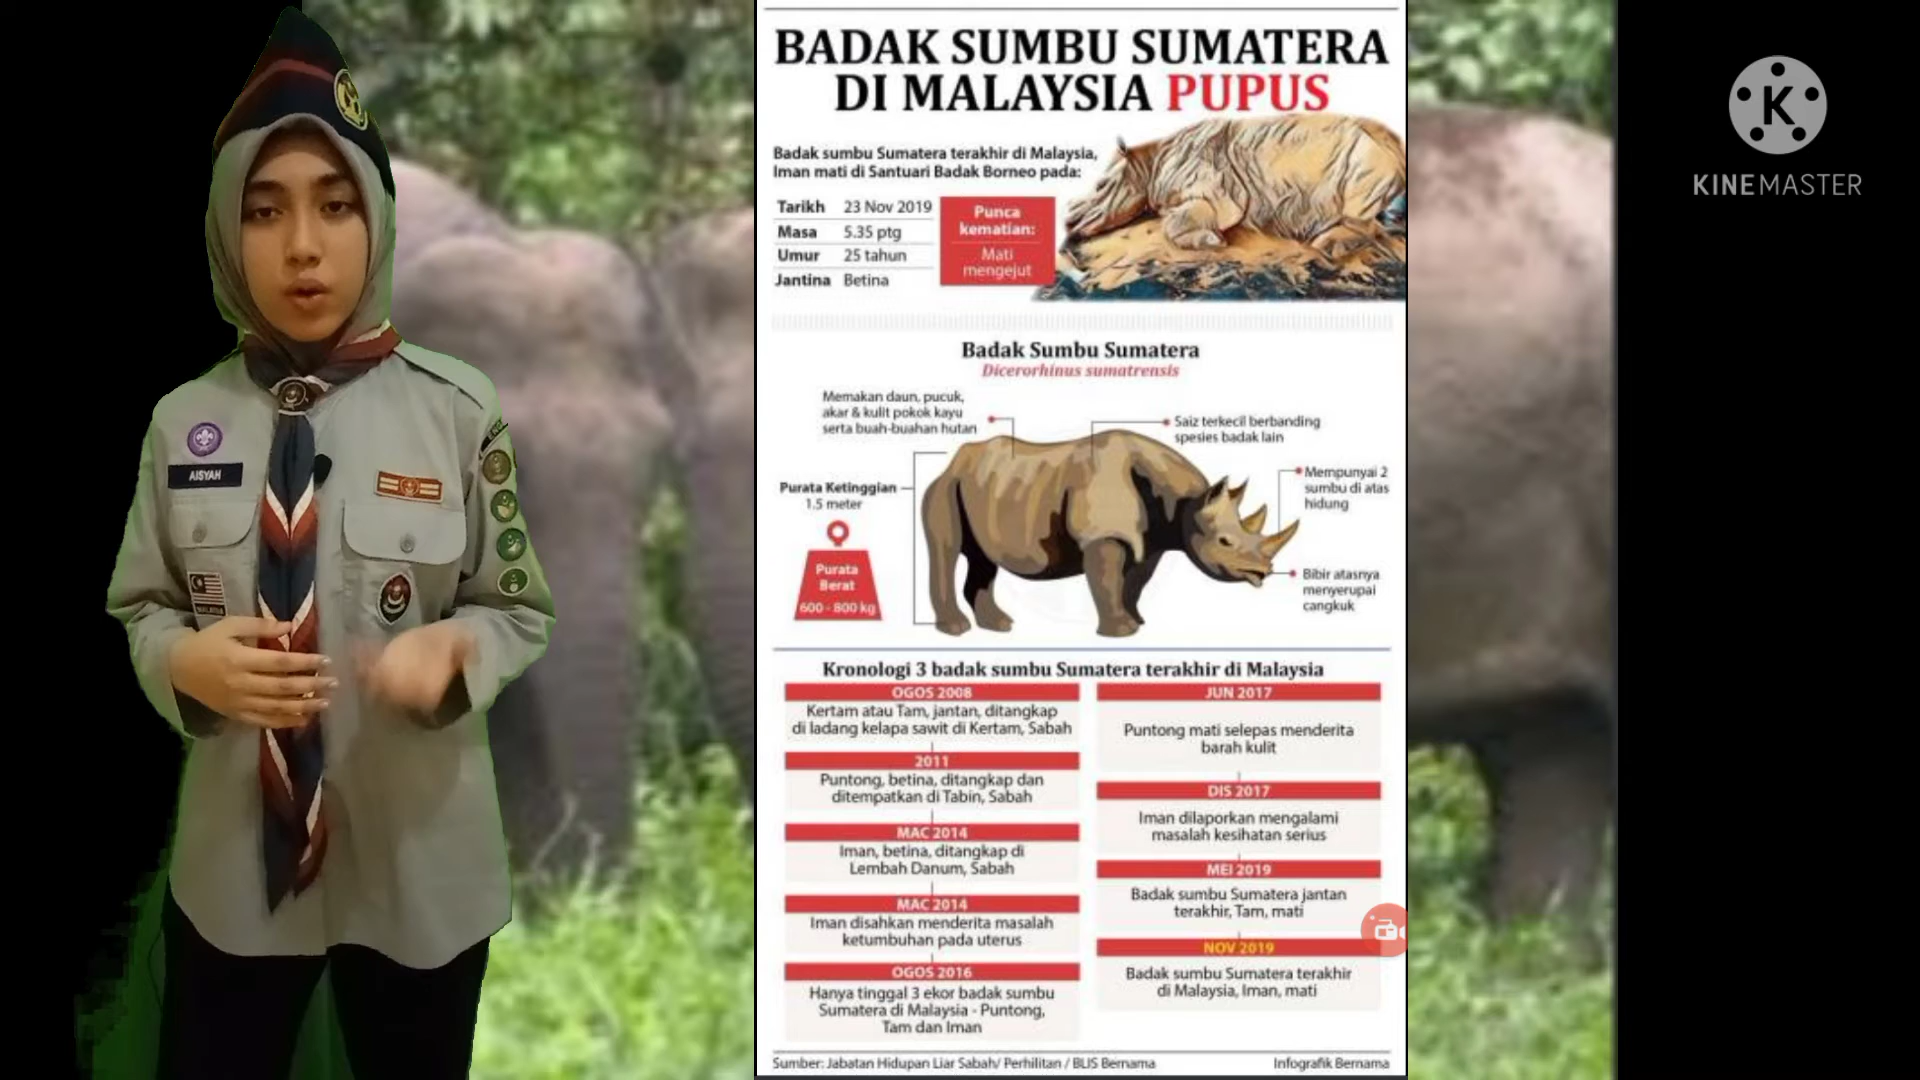 BADAK SUMBU SUMATERA
DI MALAYSIA PUPUS
Badak sumbu Sumatera terakhir di Malaysia,
Iman mati di Santuari Badak Borneo pada:
Tarikh 23 Nov 2019
Masa 5.35 ptg
Umur 25 tahun
Jantina Betina
Punca
kematian:
Mati
mengejut
Badak Sumbu Sumatera
Dicerorhinus sumatrensis
Memakan daun, pucuk,
akar & kulit pokok kayu
serta buah-buahan hutan
Saiz terkecil berbanding
spesies badak lain
Mempunyai 2
sumbu di atas
hidung
Purata Ketinggian
1.5 meter
Purata
Berat
600 - 800 kg
Bibir atasnya
menyerupai
cangkuk
Kronologi 3 badak sumbu Sumatera terakhir di Malaysia
OGOS 2008
Kertam atau Tam, jantan, ditangkap
di ladang kelapa sawit di Kertam, Sabah
2011
Puntong, betina, ditangkap dan
ditempatkan di Tabin, Sabah
MAC 2014
Iman, betina, ditangkap di
Lembah Danum, Sabah
MAC 2014
Iman disahkan menderita masalah
ketumbuhan pada uterus
OGOS 2016
Hanya tinggal 3 ekor badak sumbu
Sumatera di Malaysia - Puntong,
Tam dan Iman
JUN 2017
Puntong mati selepas menderita
barah kulit
DIS 2017
Iman dilaporkan mengalami
masalah kesihatan serius
MEI 2019
Badak sumbu Sumatera jantan
terakhir, Tam, mati
NOV 2019
Badak sumbu Sumatera terakhir
di Malaysia, Iman, mati
Sumber: Jabatan Hidupan Liar Sabah/ Perhilitan / BLIS Bernama
Infografik Bernama
AISYAH
MALAYSIA
K
KINEMASTER